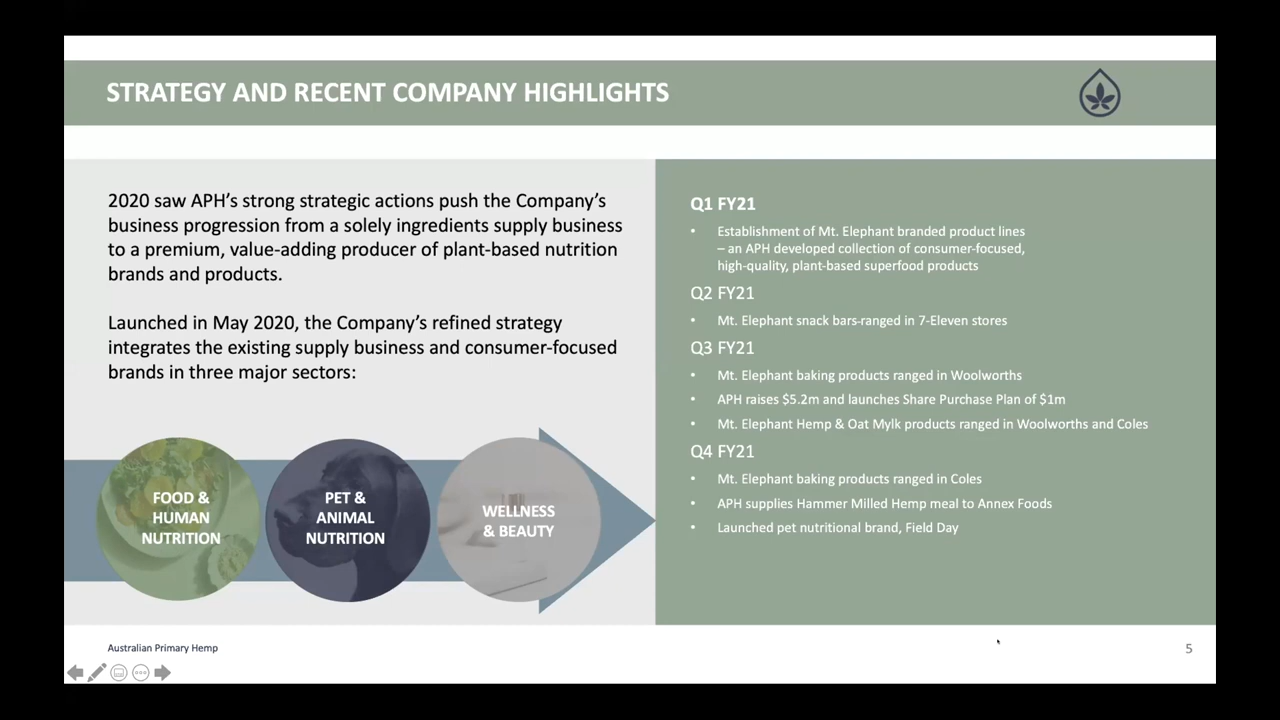 STRATEGY AND RECENT COMPANY HIGHLIGHTS
2020 saw APH’s strong strategic actions push the Company’s
business progression from a solely ingredients supply business
to a premium, value-adding producer of plant-based nutrition
brands and products.
Launched in May 2020, the Company’s refined strategy
integrates the existing supply business and consumer-focused
brands in three major sectors:
FOOD &
HUMAN
NUTRITION
PET &
ANIMAL
NUTRITION
WELLNESS
& BEAUTY
Q1 FY21
• Establishment of Mt. Elephant branded product lines
– an APH developed collection of consumer-focused,
high-quality, plant-based superfood products
Q2 FY21
• Mt. Elephant snack bars-ranged in 7-Eleven stores
Q3 FY21
• Mt. Elephant baking products ranged in Woolworths
• APH raises $5.2m and launches Share Purchase Plan of $1m
• Mt. Elephant Hemp & Oat Mylk products ranged in Woolworths and Coles
Q4 FY21
• Mt. Elephant baking products ranged in Coles
• APH supplies Hammer Milled Hemp meal to Annex Foods
• Launched pet nutritional brand, Field Day
Australian Primary Hemp
5